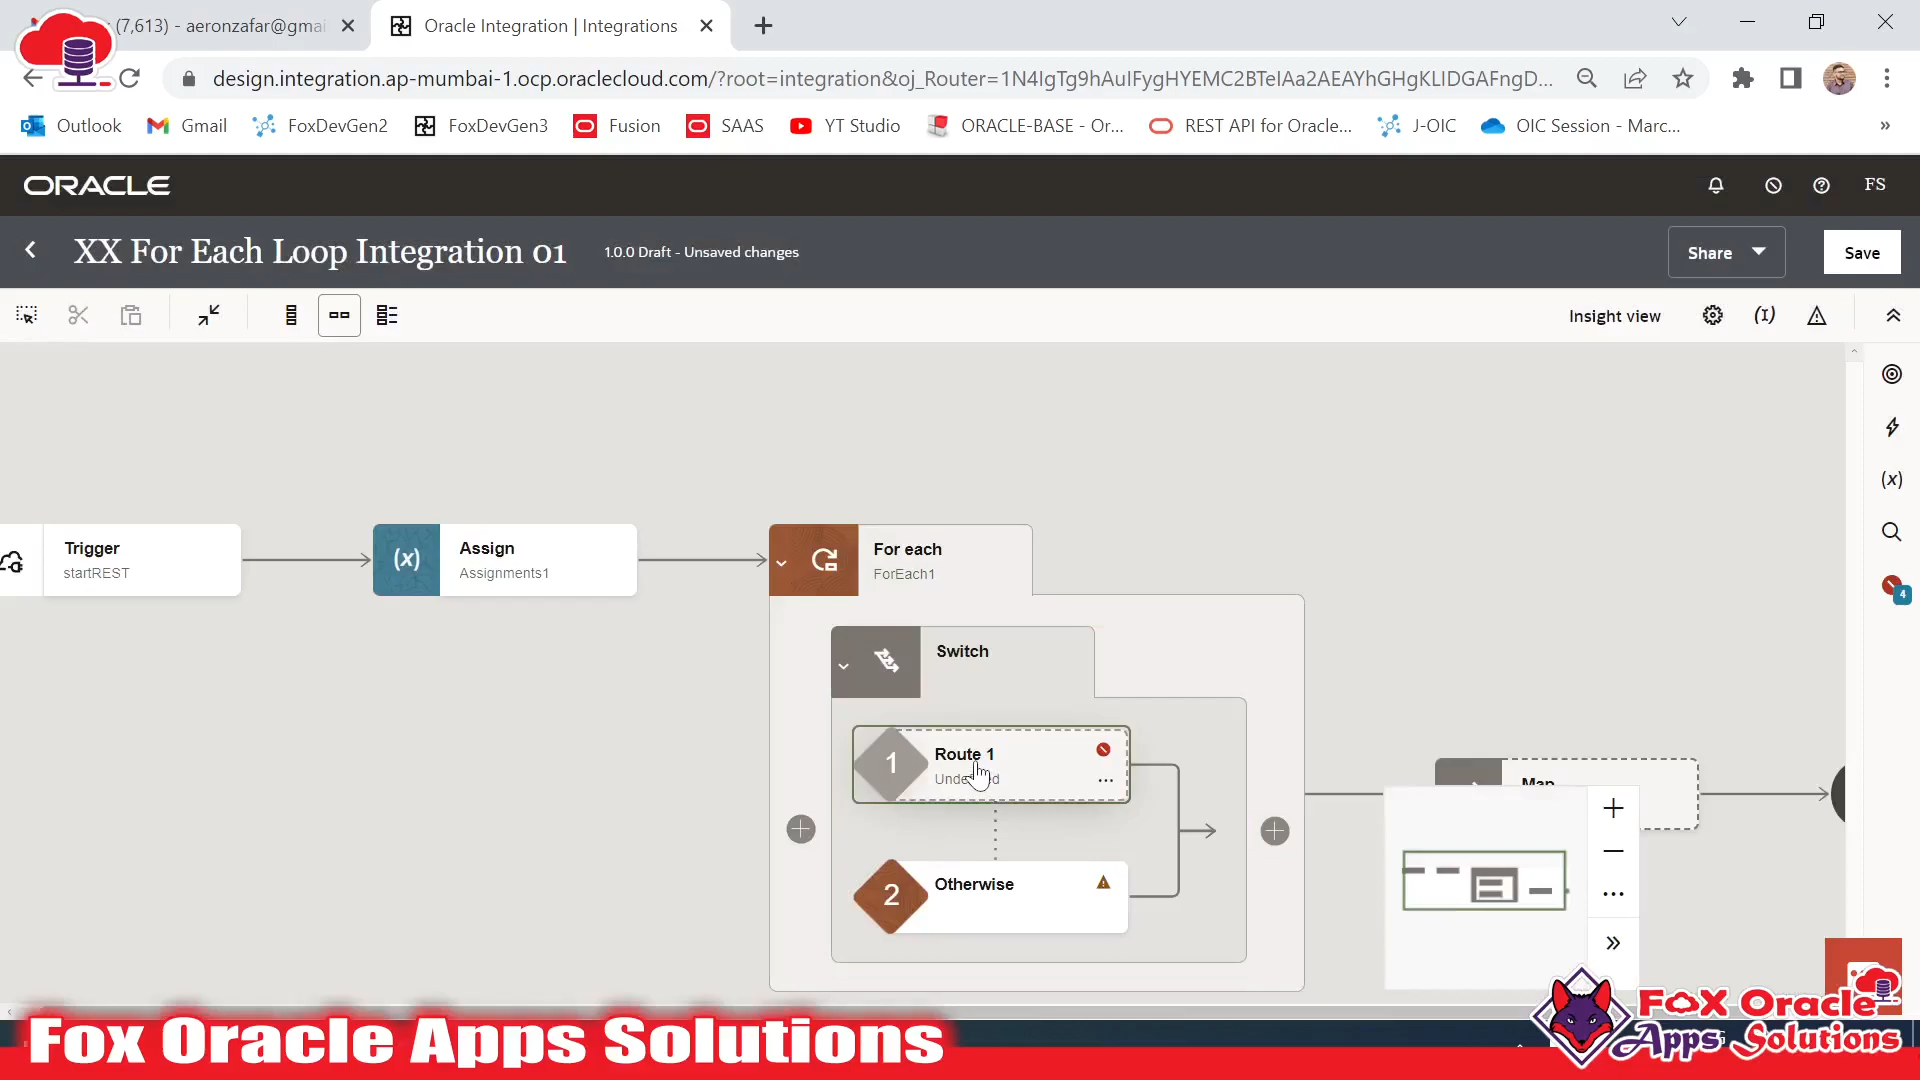 (7,613) - aeronzafar@gmai
Oracle Integration | Integrations
design.integration.ap-mumbai-1.ocp.oraclecloud.com/?root=integration&oj_Router=1N4IgTg9hAuIFygHYEMC2BTeIAa2AEAYhGHgKLIDGAFngD...
Outlook
Gmail
FoxDevGen2
FoxDevGen3
Fusion
SAAS
YT Studio
ORACLE-BASE - Or...
REST API for Oracle...
J-OIC
OIC Session - Marc...
»
ORACLE
FS
XX For Each Loop Integration 01
1.0.0 Draft - Unsaved changes
Share
Save
Insight view
(I)
(x)
4
Trigger
startREST
(x)
Assign
Assignments1
For each
ForEach1
Switch
1
Route 1
Map
2
Otherwise
Fox Oracle Apps Solutions
FoX Oracle
Apps Solutions